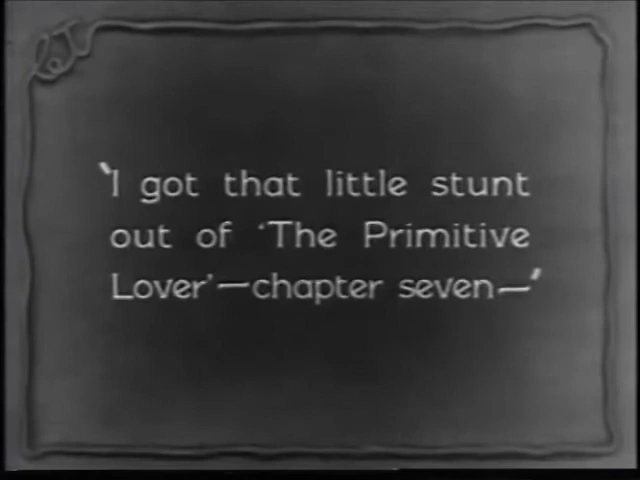 'I got that little stunt
out of 'The Primitive
Lover'—chapter seven—'